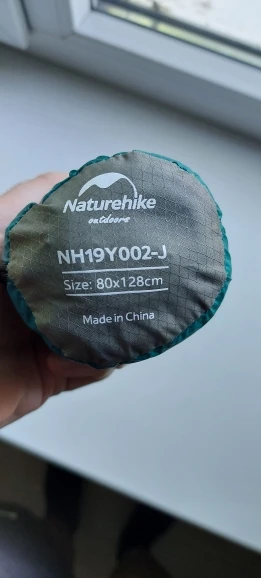 Naturehike
outdoors
NH19Y002-J
Size: 80x128cm
Made in China